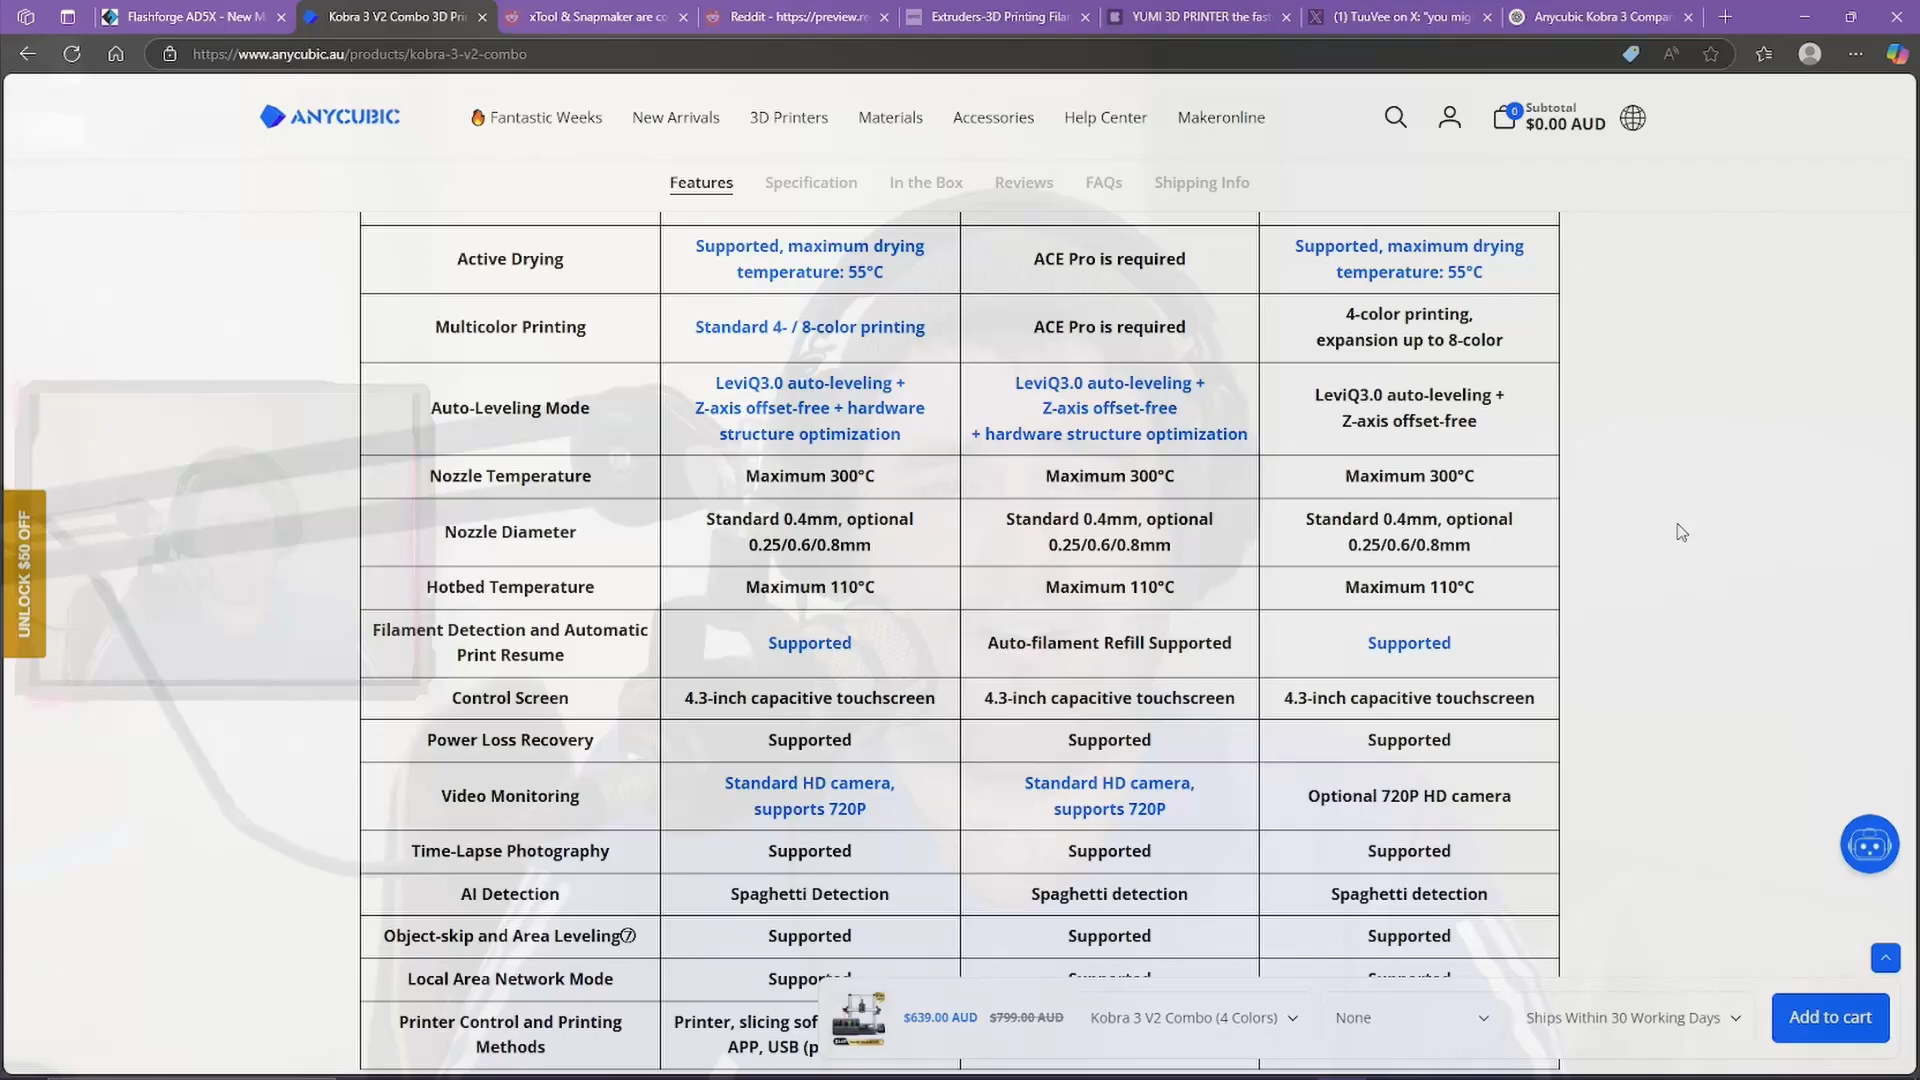 Flashforge AD5X - New M
Kobra 3 V2 Combo 3D Pri
xTool & Snapmaker are co
Reddit - https://preview.re
Extruders-3D Printing Filar
YUMI 3D PRINTER the fast
(1) TuuVee on X: "you mig
Anycubic Kobra 3 Compar
https://www.anycubic.au/products/kobra-3-v2-combo
ANYCUBIC
Fantastic Weeks
New Arrivals
3D Printers
Materials
Accessories
Help Center
Makeronline
0
Subtotal
$0.00 AUD
Features
Specification
In the Box
Reviews
FAQs
Shipping Info
Active Drying
Supported, maximum drying
temperature: 55°C
ACE Pro is required
Supported, maximum drying
temperature: 55°C
Multicolor Printing
Standard 4- / 8-color printing
ACE Pro is required
4-color printing,
expansion up to 8-color
Auto-Leveling Mode
LeviQ3.0 auto-leveling +
Z-axis offset-free + hardware
structure optimization
LeviQ3.0 auto-leveling +
Z-axis offset-free
+ hardware structure optimization
LeviQ3.0 auto-leveling +
Z-axis offset-free
Nozzle Temperature
Maximum 300°C
Maximum 300°C
Maximum 300°C
Nozzle Diameter
Standard 0.4mm, optional
0.25/0.6/0.8mm
Standard 0.4mm, optional
0.25/0.6/0.8mm
Standard 0.4mm, optional
0.25/0.6/0.8mm
Hotbed Temperature
Maximum 110°C
Maximum 110°C
Maximum 110°C
Filament Detection and Automatic
Print Resume
Supported
Auto-filament Refill Supported
Supported
Control Screen
4.3-inch capacitive touchscreen
4.3-inch capacitive touchscreen
4.3-inch capacitive touchscreen
Power Loss Recovery
Supported
Supported
Supported
Video Monitoring
Standard HD camera,
supports 720P
Standard HD camera,
supports 720P
Optional 720P HD camera
Time-Lapse Photography
Supported
Supported
Supported
AI Detection
Spaghetti Detection
Spaghetti detection
Spaghetti detection
Object-skip and Area Leveling⑦
Supported
Supported
Supported
Local Area Network Mode
Supported
Supported
Supported
Printer Control and Printing
Methods
Printer, slicing sof
APP, USB (p
UNLOCK $50 OFF
$639.00 AUD
$799.00 AUD
Kobra 3 V2 Combo (4 Colors)
None
Ships Within 30 Working Days
Add to cart